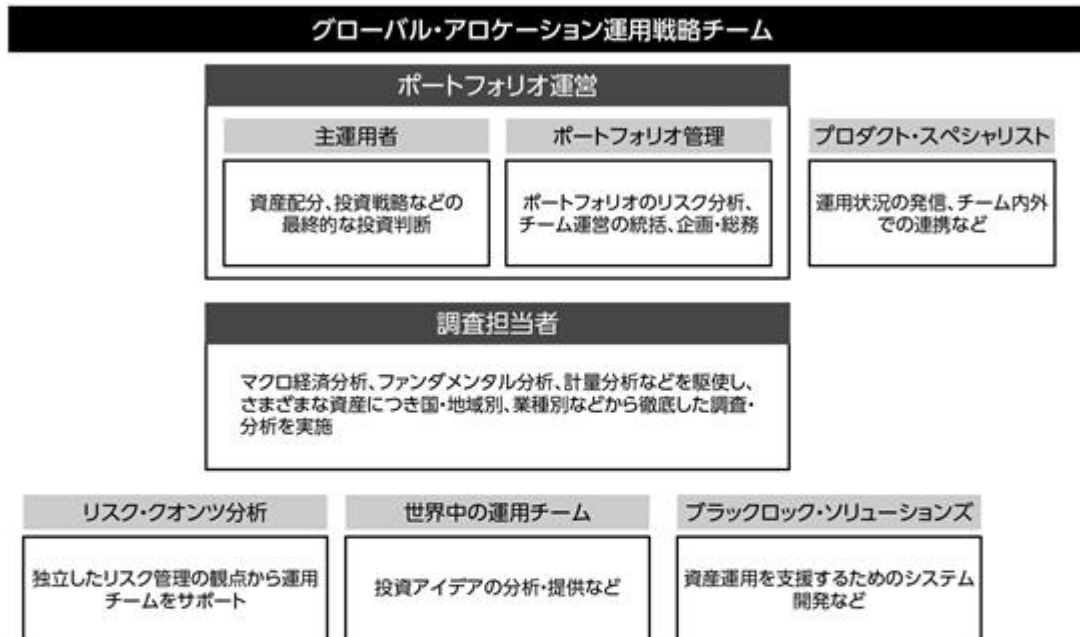 グローバル・アロケーション運用戦略チーム
ポートフォリオ運営
主運用者
資産配分、投資戦略などの
最終的な投資判断
ポートフォリオ管理
ポートフォリオのリスク分析、
チーム運営の統括、企画・総務
プロダクト・スペシャリスト
運用状況の発信、チーム内外
での連携など
調査担当者
マクロ経済分析、ファンダメンタル分析、計量分析などを駆使し、
さまざまな資産につき国・地域別、業種別などから徹底した調査・
分析を実施
リスク・クオンツ分析
独立したリスク管理の観点から運用
チームをサポート
世界中の運用チーム
投資アイデアの分析・提供など
ブラックロック・ソリューションズ
資産運用を支援するためのシステム
開発など